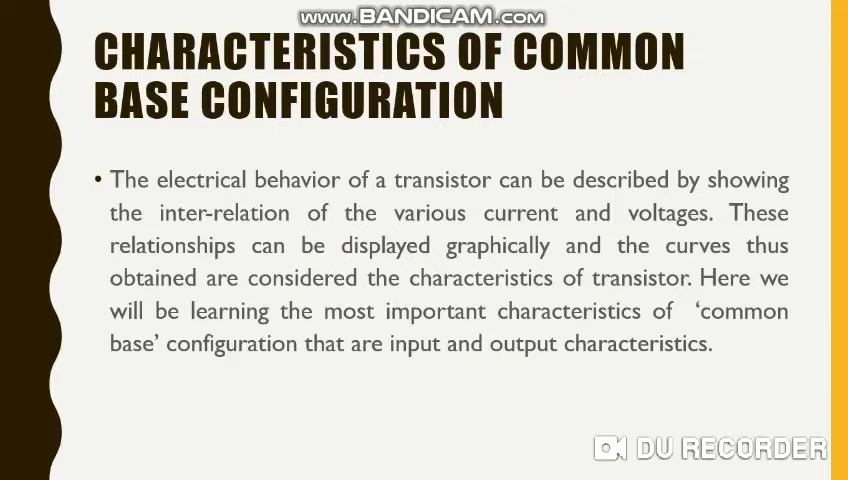 www.BANDICAM.com
CHARACTERISTICS OF COMMON
BASE CONFIGURATION
• The electrical behavior of a transistor can be described by showing
the inter-relation of the various current and voltages. These
relationships can be displayed graphically and the curves thus
obtained are considered the characteristics of transistor. Here we
will be learning the most important characteristics of ‘common
base’ configuration that are input and output characteristics.
DU RECORDER